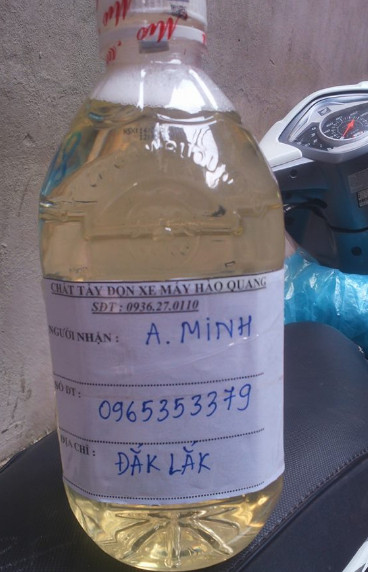 CHẤT TẨY DỌN XE MÁY HÀO QUANG
SĐT : 0936.27.0110
NGƯỜI NHẬN : A. MINH
SỐ ĐT : 0965353379
ĐỊA CHỈ : ĐẮK LẮK